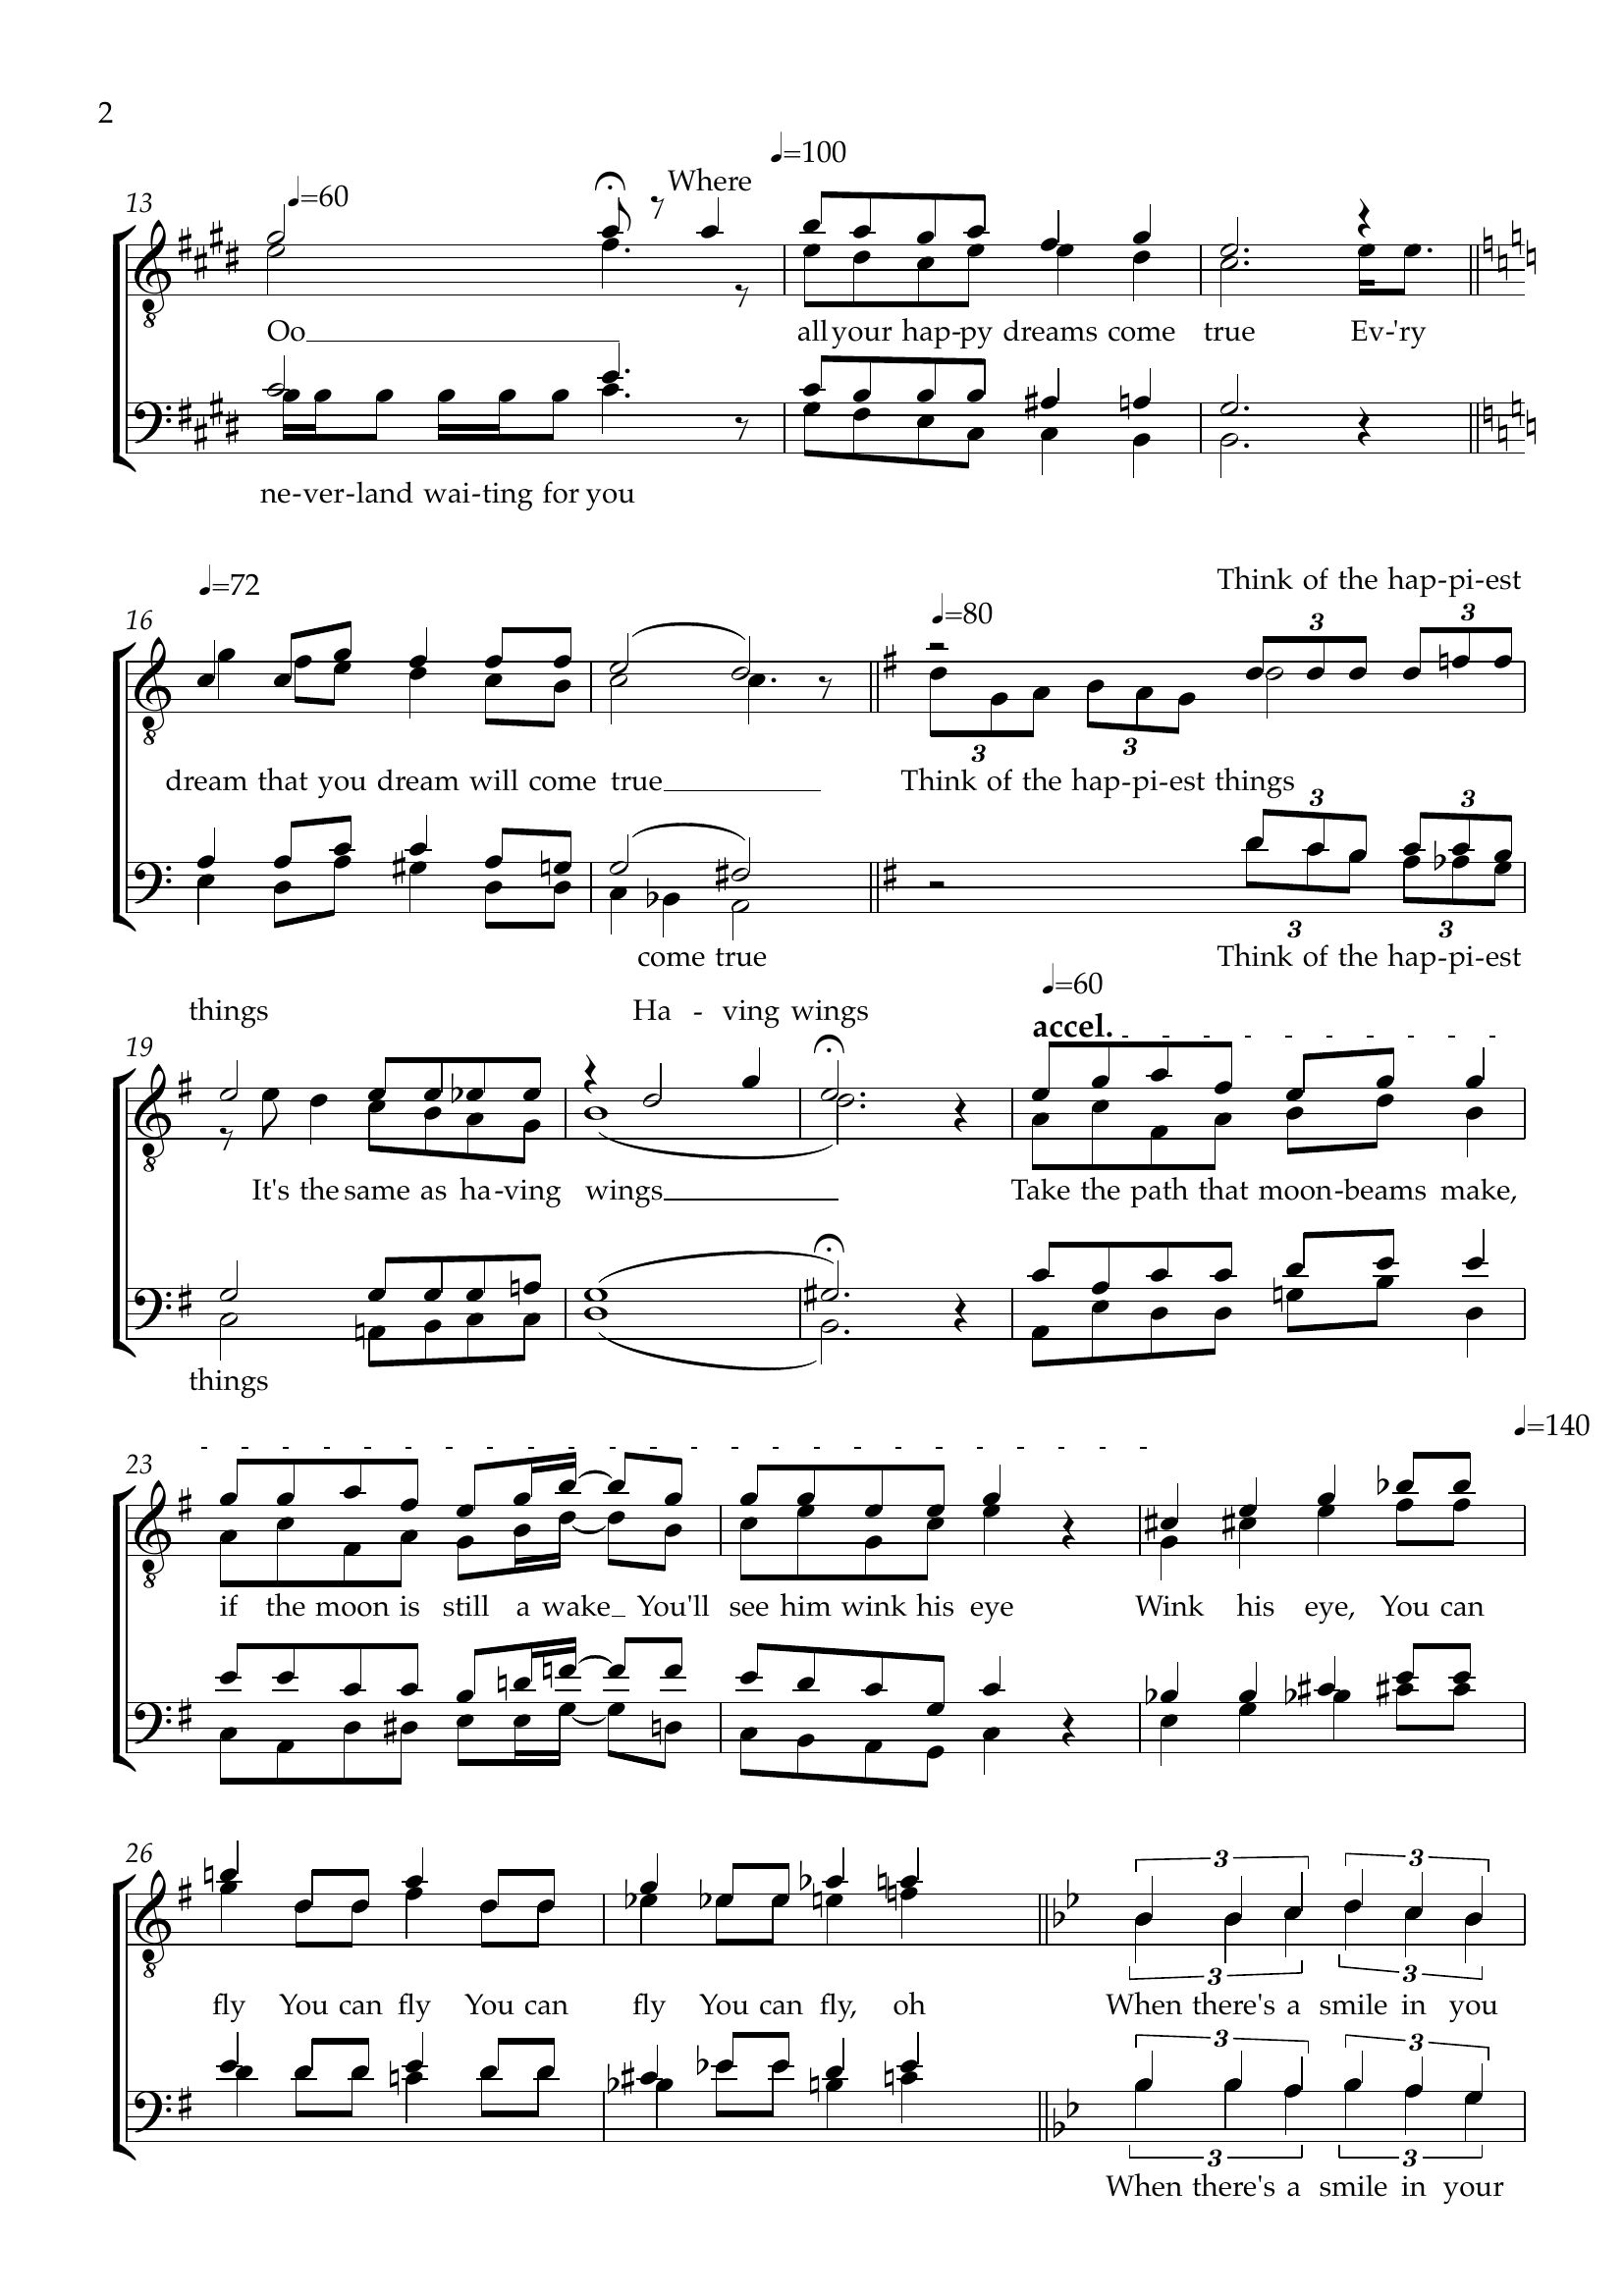 2
♩=100
Where
13
♩=60
Oo all your hap-py dreams come true Ev-'ry
ne-ver-land wai-ting for you
♩=72
Think of the hap-pi-est
16
♩=80
3 3
3 3
dream that you dream will come true Think of the hap-pi-est things
3 3
3 3
come true Think of the hap-pi-est
♩=60
things Ha - ving wings
accel.
19
It's the same as ha-ving wings Take the path that moon-beams make,
things
♩=140
23
if the moon is still a wake You'll see him wink his eye Wink his eye, You can
26
3 3
3 3
fly You can fly You can fly You can fly, oh When there's a smile in you
3 3
3 3
When there's a smile in your